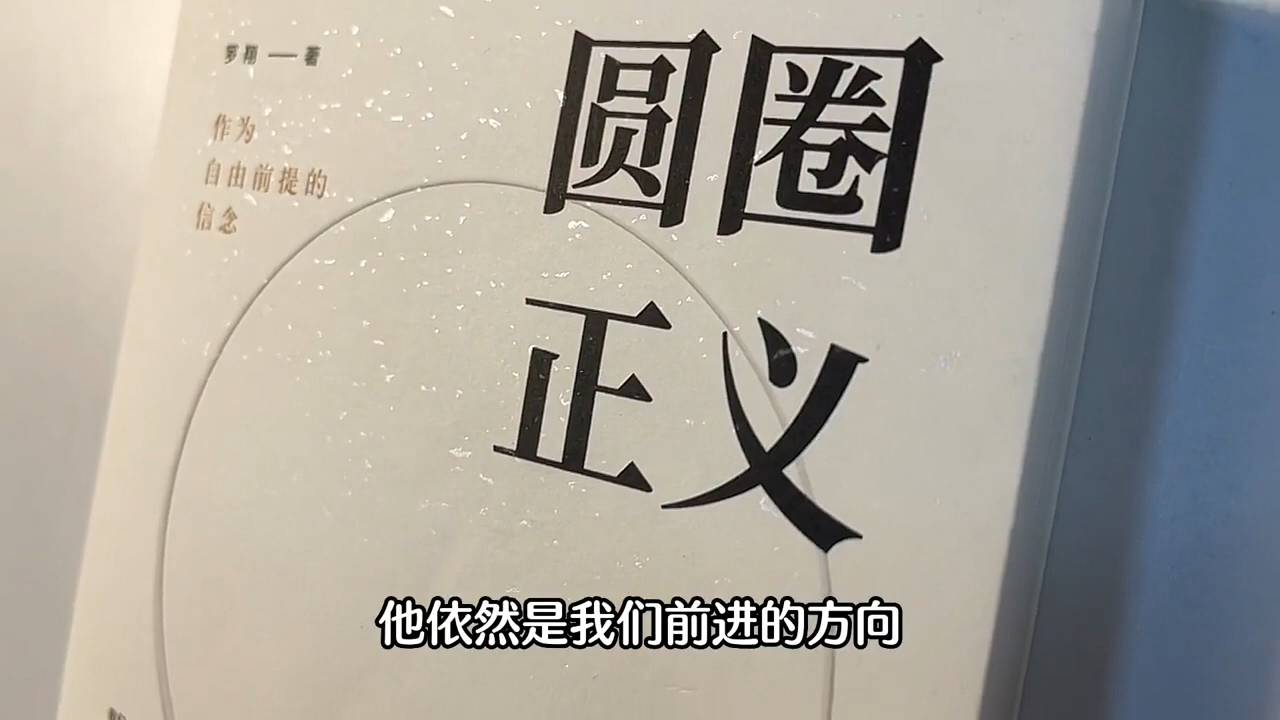 罗翔 — 著
作为
自由前提的
信念
圆圈
正义
他依然是我们前进的方向